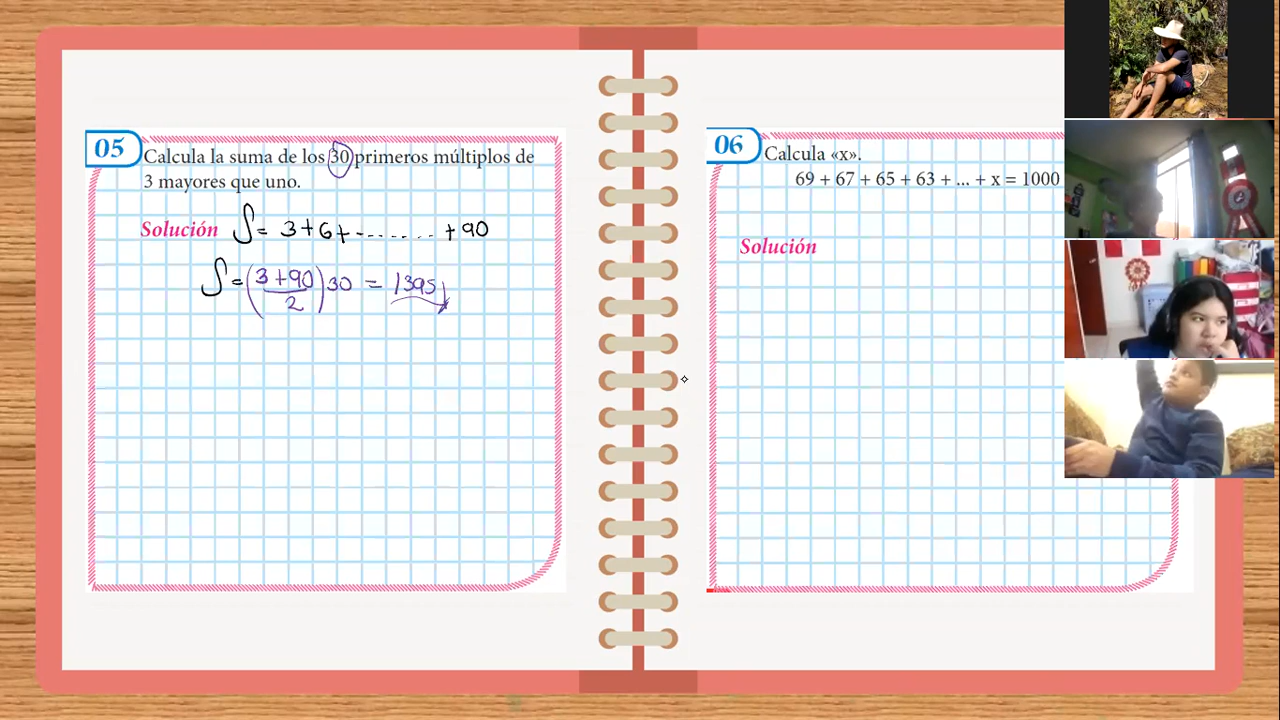 05
Calcula la suma de los 30 primeros múltiplos de
3 mayores que uno.
Solución S = 3+6+-......+90
S = (3+90/2)30 = 1395
06
Calcula «x».
69 + 67 + 65 + 63 + ... + x = 1000
Solución